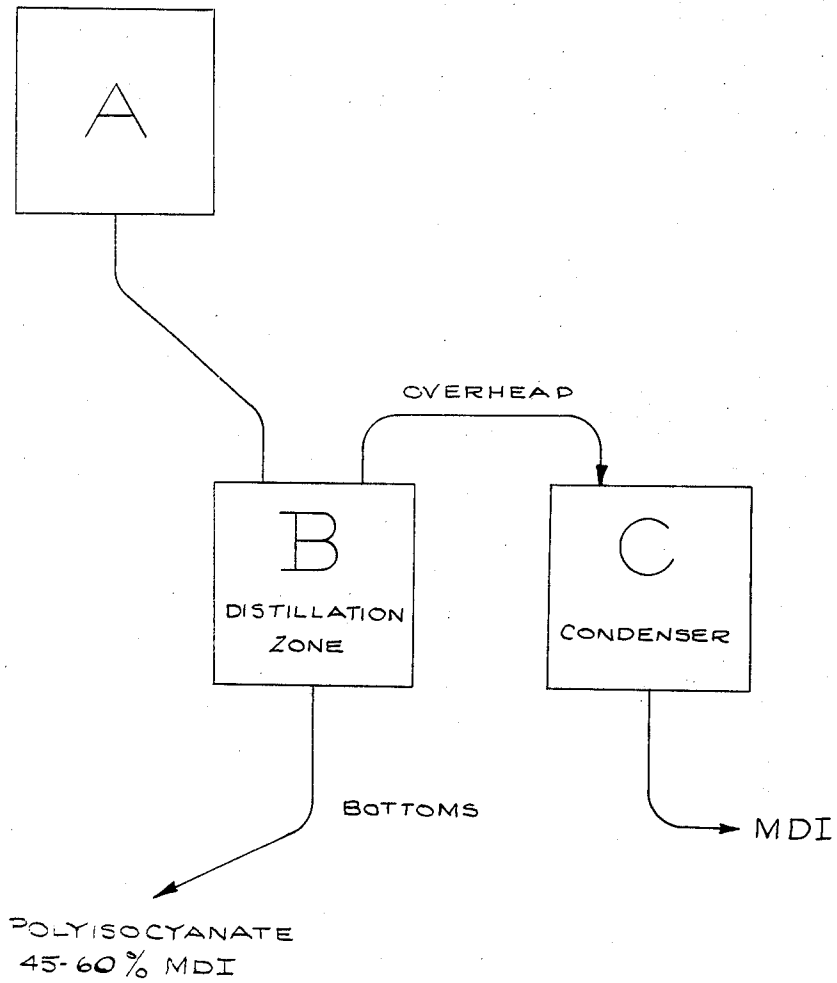 A
OVERHEAD
B
DISTILLATION
ZONE
C
CONDENSER
BOTTOMS
MDI
POLYISOCYANATE
45-60% MDI